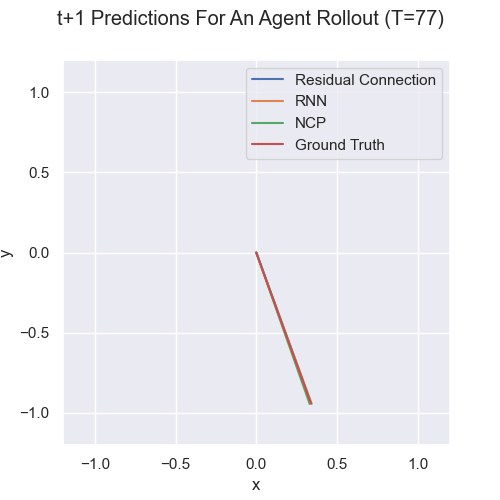 t+1 Predictions For An Agent Rollout (T=77)
Residual Connection
RNN
NCP
Ground Truth
1.0
0.5
0.0
−0.5
−1.0
y
−1.0 −0.5 0.0 0.5 1.0
x